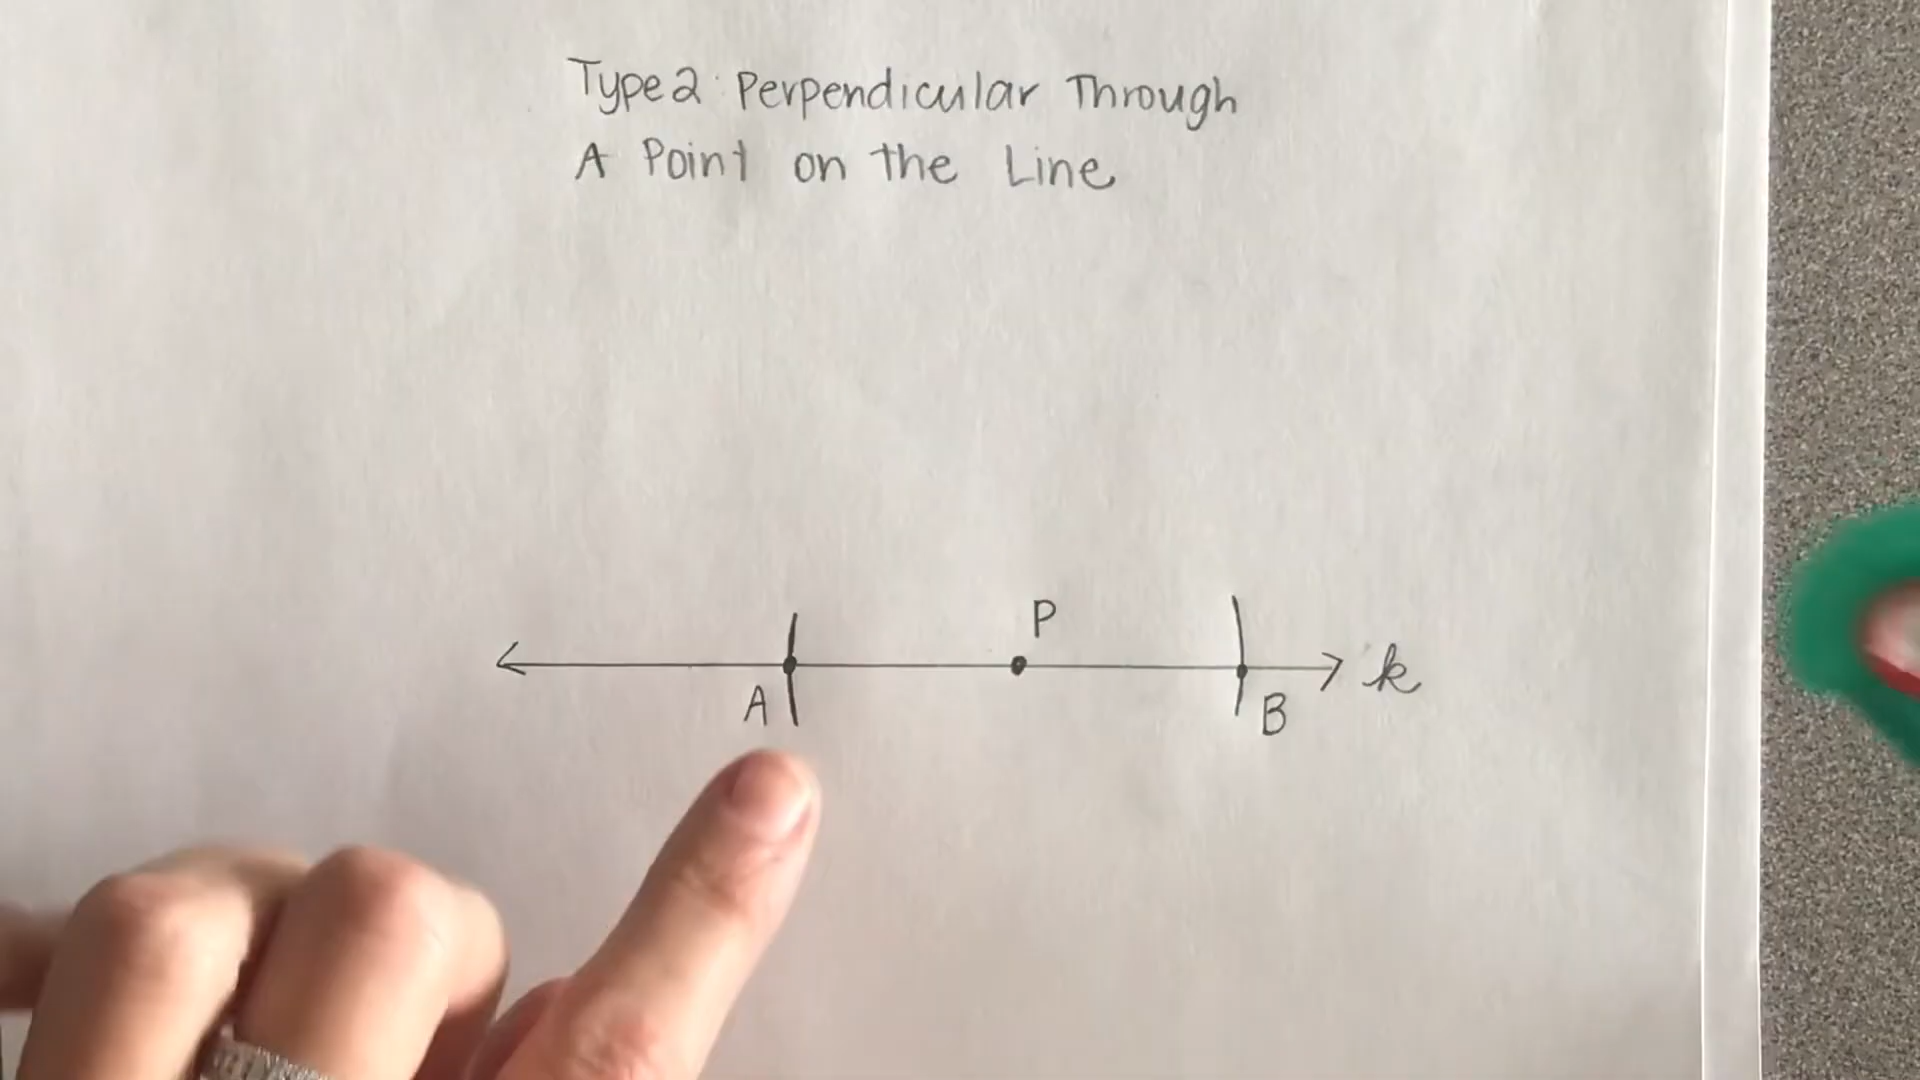 Type 2: Perpendicular Through
A Point on the Line
P
k
A
B